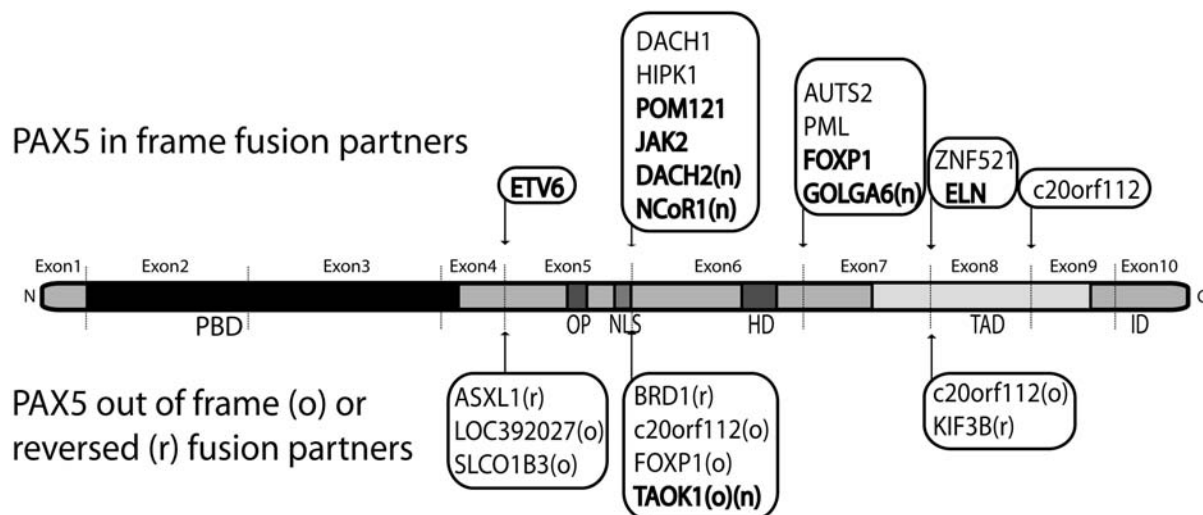 PAX5 in frame fusion partners
ETV6
DACH1
HIPK1
POM121
JAK2
DACH2(n)
NCoR1(n)
AUTS2
PML
FOXP1
GOLGA6(n)
ZNF521
ELN
c20orf112
Exon1 Exon2 Exon3 Exon4 Exon5 Exon6 Exon7 Exon8 Exon9 Exon10
N C
PBD OP NLS HD TAD ID
PAX5 out of frame (o) or
reversed (r) fusion partners
ASXL1(r)
LOC392027(o)
SLCO1B3(o)
BRD1(r)
c20orf112(o)
FOXP1(o)
TAOK1(o)(n)
c20orf112(o)
KIF3B(r)